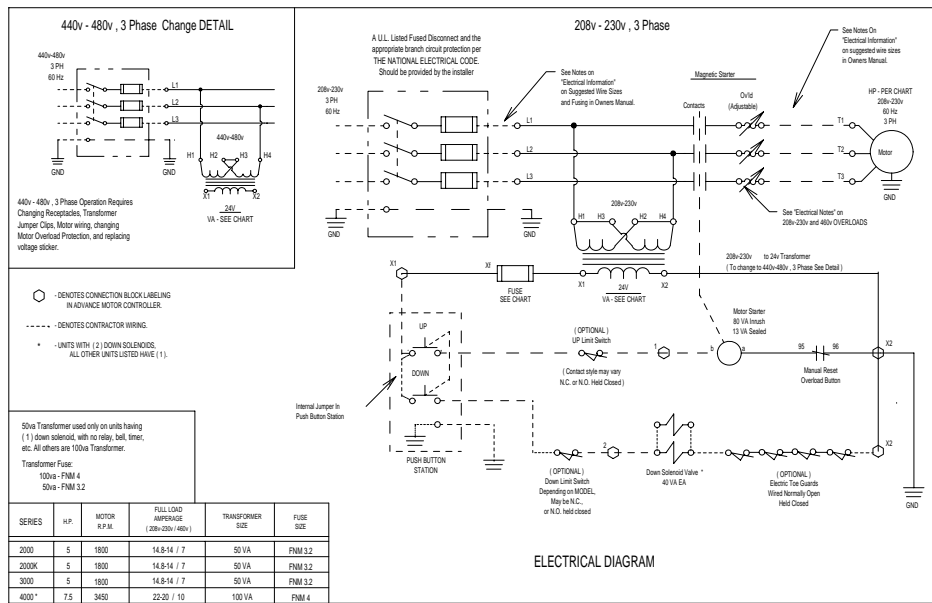 440v - 480v , 3 Phase Change DETAIL
440v-480v
3 PH
60 Hz
L1
L2
L3
440v-480v
H1 H2 H3 H4
GND
GND
X1 X2
24V
VA - SEE CHART
440v - 480v , 3 Phase Operation Requires
Changing Receptacles, Transformer
Jumper Clips, Motor wiring, changing
Motor Overload Protection, and replacing
voltage sticker.
- DENOTES CONNECTION BLOCK LABELING
IN ADVANCE MOTOR CONTROLLER.
- DENOTES CONTRACTOR WIRING.
* - UNITS WITH ( 2 ) DOWN SOLENOIDS,
ALL OTHER UNITS LISTED HAVE ( 1 ).
50va Transformer used only on units having
( 1 ) down solenoid, with no relay, bell, timer,
etc. All others are 100va Transformer.
Transformer Fuse:
100va - FNM 4
50va - FNM 3.2
SERIES H.P. MOTOR R.P.M. FULL LOAD AMPERAGE ( 208v-230v / 460v ) TRANSFORMER SIZE FUSE SIZE
2000 5 1800 14.8-14 / 7 50 VA FNM 3.2
2000K 5 1800 14.8-14 / 7 50 VA FNM 3.2
3000 5 1800 14.8-14 / 7 50 VA FNM 3.2
4000 * 7.5 3450 22-20 / 10 100 VA FNM 4
208v - 230v , 3 Phase
A U.L. Listed Fused Disconnect and the
appropriate branch circuit protection per
THE NATIONAL ELECTRICAL CODE.
Should be provided by the installer
208v-230v
3 PH
60 Hz
See Notes on
"Electrical Information"
on Suggested Wire Sizes
and Fusing in Owners Manual.
See Notes On
"Electrical Information"
on suggested wire sizes
in Owners Manual.
Magnetic Starter
Contacts
Ovld
(Adjustable)
HP - PER CHART
208v-230v
60 Hz
3 PH
L1
L2
L3
T1
T2
T3
Motor
GND
GND
GND
See "Electrical Notes" on
208v-230v and 460v OVERLOADS
208v-230v
H1 H3 H2 H4
208v-230v to 24v Transformer
( To change to 440v-480v , 3 Phase See Detail )
X1
Xf
FUSE
SEE CHART
X1 X2
24V
VA - SEE CHART
UP
DOWN
Internal Jumper In
Push Button Station
PUSH BUTTON
STATION
( OPTIONAL )
UP Limit Switch
( Contact style may vary
N.C. or N.O. Held Closed )
1
Motor Starter
80 VA Inrush
13 VA Sealed
b a
95 96
Manual Reset
Overload Button
X2
( OPTIONAL )
Down Limit Switch
Depending on MODEL,
May be N.C.,
or N.O. held closed
2
Down Solenoid Valve *
40 VA EA
( OPTIONAL )
Electric Toe Guards
Wired Normally Open
Held Closed
X2
GND
ELECTRICAL DIAGRAM